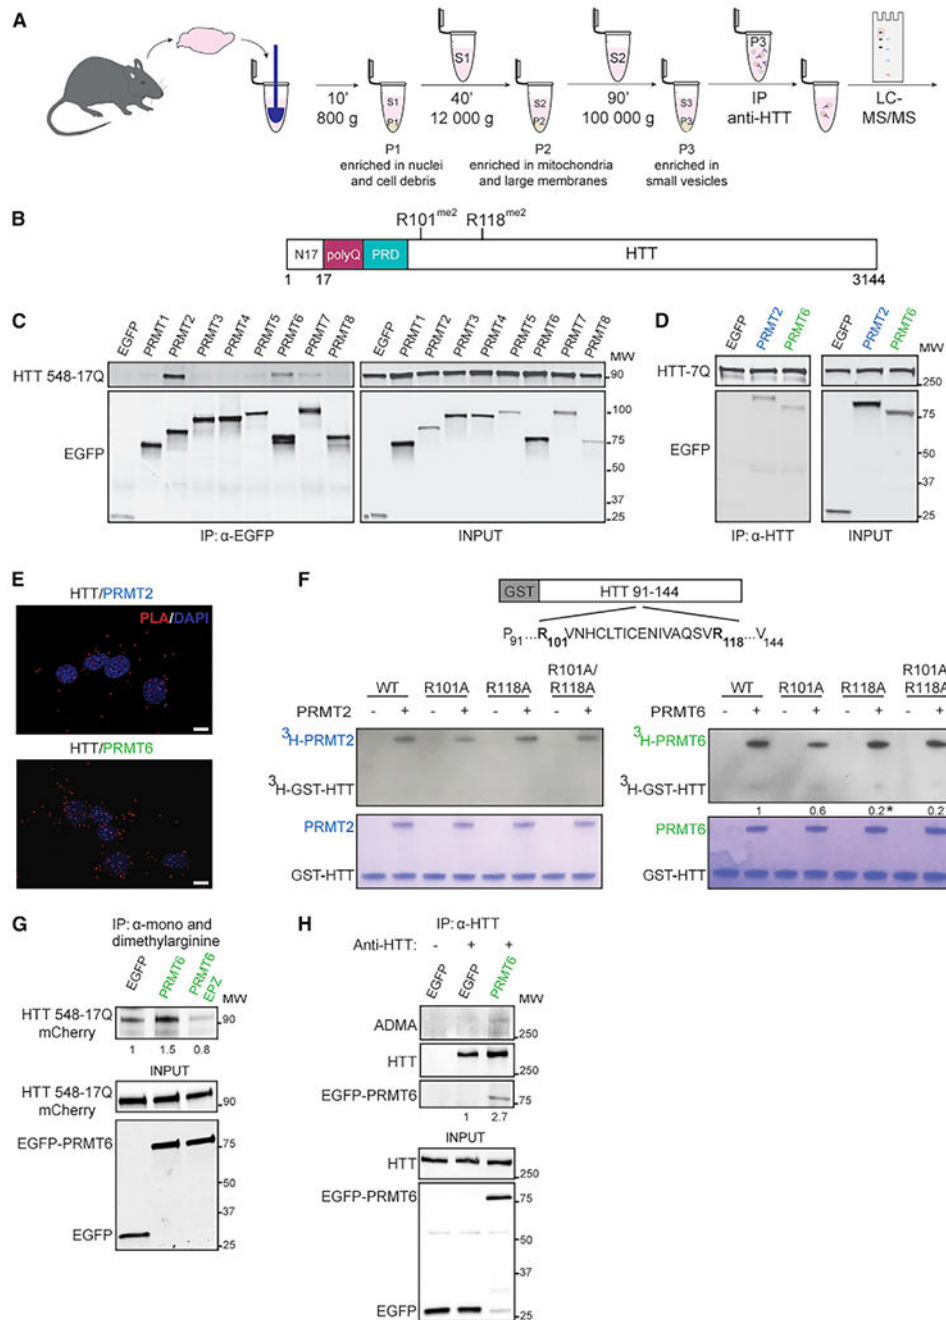 A
S1
S2
P3
S1
P1
S2
P2
S3
P3
10'
800 g
40'
12 000 g
90'
100 000 g
IP
anti-HTT
LC-
MS/MS
P1
enriched in nuclei
and cell debris
P2
enriched in mitochondria
and large membranes
P3
enriched in
small vesicles
B
R101me2 R118me2
N17 polyQ PRD HTT
1 17 3144
C
EGFP PRMT1 PRMT2 PRMT3 PRMT4 PRMT5 PRMT6 PRMT7 PRMT8
EGFP PRMT1 PRMT2 PRMT3 PRMT4 PRMT5 PRMT6 PRMT7 PRMT8
MW
HTT 548-17Q
90
EGFP
100
75
50
37
25
IP: α-EGFP INPUT
D
EGFP PRMT2 PRMT6
EGFP PRMT2 PRMT6
MW
HTT-7Q
250
EGFP
75
50
37
25
IP: α-HTT INPUT
E
HTT/PRMT2
PLA/DAPI
HTT/PRMT6
F
GST HTT 91-144
P91...R101VNHCLTICENIVAQSVR118...V144
WT R101A R118A R101A/R118A
PRMT2 - + - + - + - +
3H-PRMT2
3H-GST-HTT
PRMT2
GST-HTT
WT R101A R118A R101A/R118A
PRMT6 - + - + - + - +
3H-PRMT6
3H-GST-HTT
1 0.6 0.2* 0.2
PRMT6
GST-HTT
G
IP: α-mono and
dimethylarginine
EGFP PRMT6 PRMT6 EPZ
MW
HTT 548-17Q
mCherry
90
1 1.5 0.8
INPUT
HTT 548-17Q
mCherry
90
EGFP-PRMT6
75
50
37
EGFP
25
H
IP: α-HTT
Anti-HTT: - + +
EGFP EGFP PRMT6
MW
ADMA
250
HTT
250
EGFP-PRMT6
75
1 2.7
INPUT
HTT
250
EGFP-PRMT6
75
50
37
EGFP
25